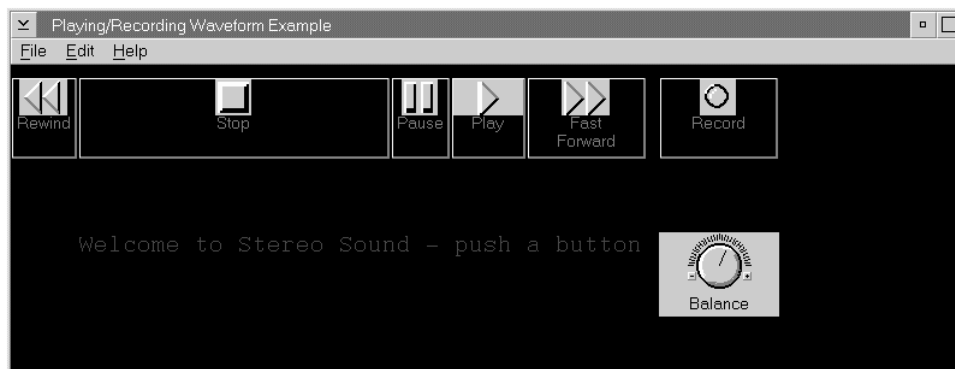 Playing/Recording Waveform Example
File Edit Help
Rewind Stop Pause Play Fast Forward Record
Welcome to Stereo Sound - push a button
Balance